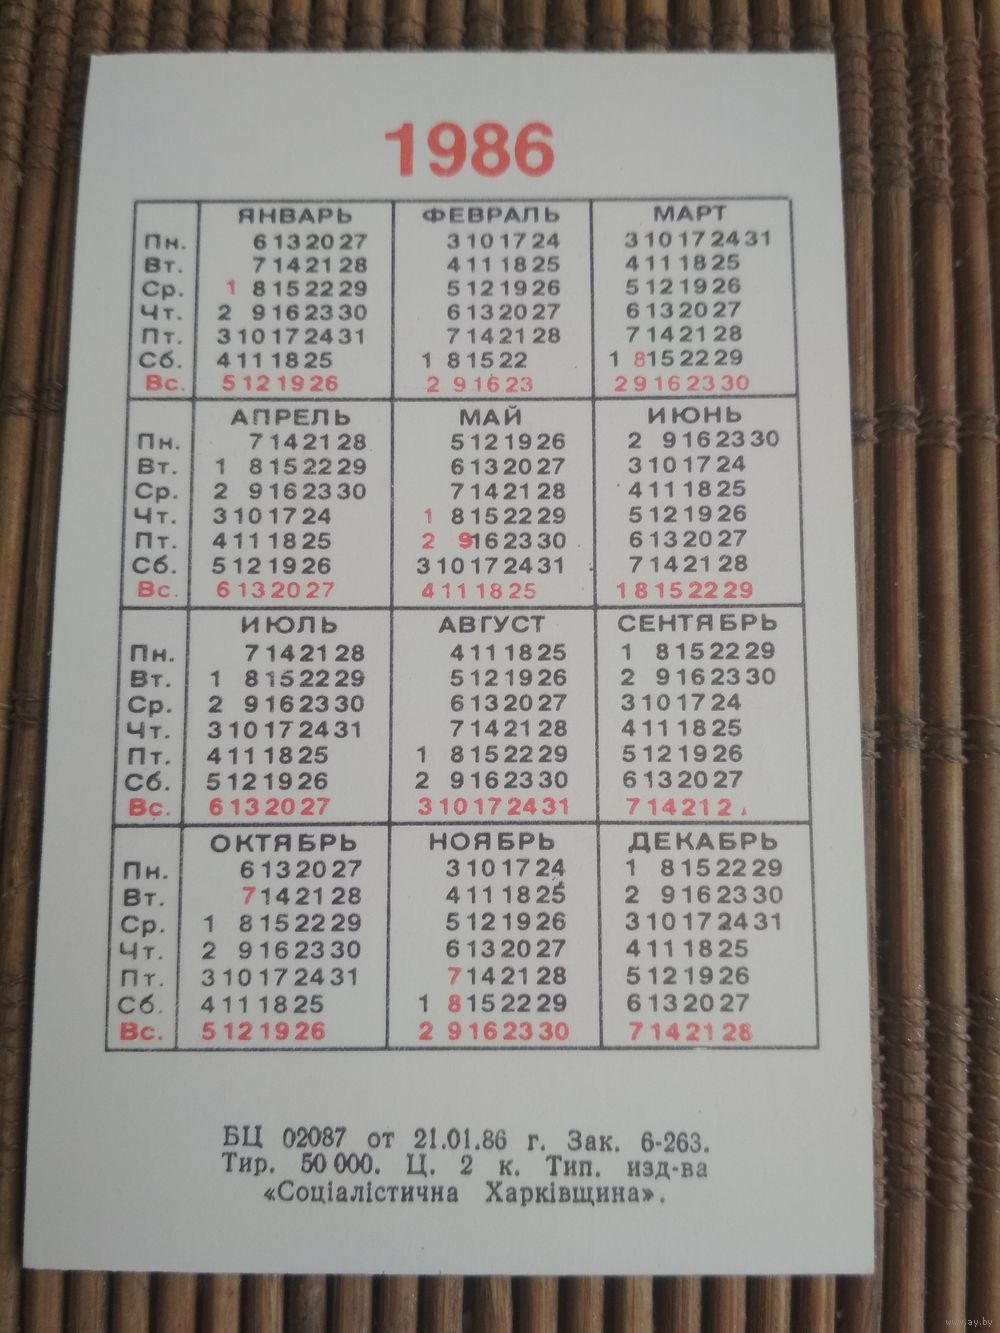 1986
ЯНВАРЬ ФЕВРАЛЬ МАРТ
Пн. 6 13 20 27 3 10 17 24 3 10 17 24 31
Вт. 7 14 21 28 4 11 18 25 4 11 18 25
Ср. 1 8 15 22 29 5 12 19 26 5 12 19 26
Чт. 2 9 16 23 30 6 13 20 27 6 13 20 27
Пт. 3 10 17 24 31 7 14 21 28 7 14 21 28
Сб. 4 11 18 25 1 8 15 22 1 8 15 22 29
Вс. 5 12 19 26 2 9 16 23 2 9 16 23 30
АПРЕЛЬ МАЙ ИЮНЬ
Пн. 7 14 21 28 5 12 19 26 2 9 16 23 30
Вт. 1 8 15 22 29 6 13 20 27 3 10 17 24
Ср. 2 9 16 23 30 7 14 21 28 4 11 18 25
Чт. 3 10 17 24 1 8 15 22 29 5 12 19 26
Пт. 4 11 18 25 2 9 16 23 30 6 13 20 27
Сб. 5 12 19 26 3 10 17 24 31 7 14 21 28
Вс. 6 13 20 27 4 11 18 25 1 8 15 22 29
ИЮЛЬ АВГУСТ СЕНТЯБРЬ
Пн. 7 14 21 28 4 11 18 25 1 8 15 22 29
Вт. 1 8 15 22 29 5 12 19 26 2 9 16 23 30
Ср. 2 9 16 23 30 6 13 20 27 3 10 17 24
Чт. 3 10 17 24 31 7 14 21 28 4 11 18 25
Пт. 4 11 18 25 1 8 15 22 29 5 12 19 26
Сб. 5 12 19 26 2 9 16 23 30 6 13 20 27
Вс. 6 13 20 27 3 10 17 24 31 7 14 21 2
ОКТЯБРЬ НОЯБРЬ ДЕКАБРЬ
Пн. 6 13 20 27 3 10 17 24 1 8 15 22 29
Вт. 7 14 21 28 4 11 18 25 2 9 16 23 30
Ср. 1 8 15 22 29 5 12 19 26 3 10 17 24 31
Чт. 2 9 16 23 30 6 13 20 27 4 11 18 25
Пт. 3 10 17 24 31 7 14 21 28 5 12 19 26
Сб. 4 11 18 25 1 8 15 22 29 6 13 20 27
Вс. 5 12 19 26 2 9 16 23 30 7 14 21 28
БЦ 02087 от 21.01.86 г. Зак. 6-263.
Тир. 50 000. Ц. 2 к. Тип. изд-ва
«Соціалістична Харківщина».
www.ay.by